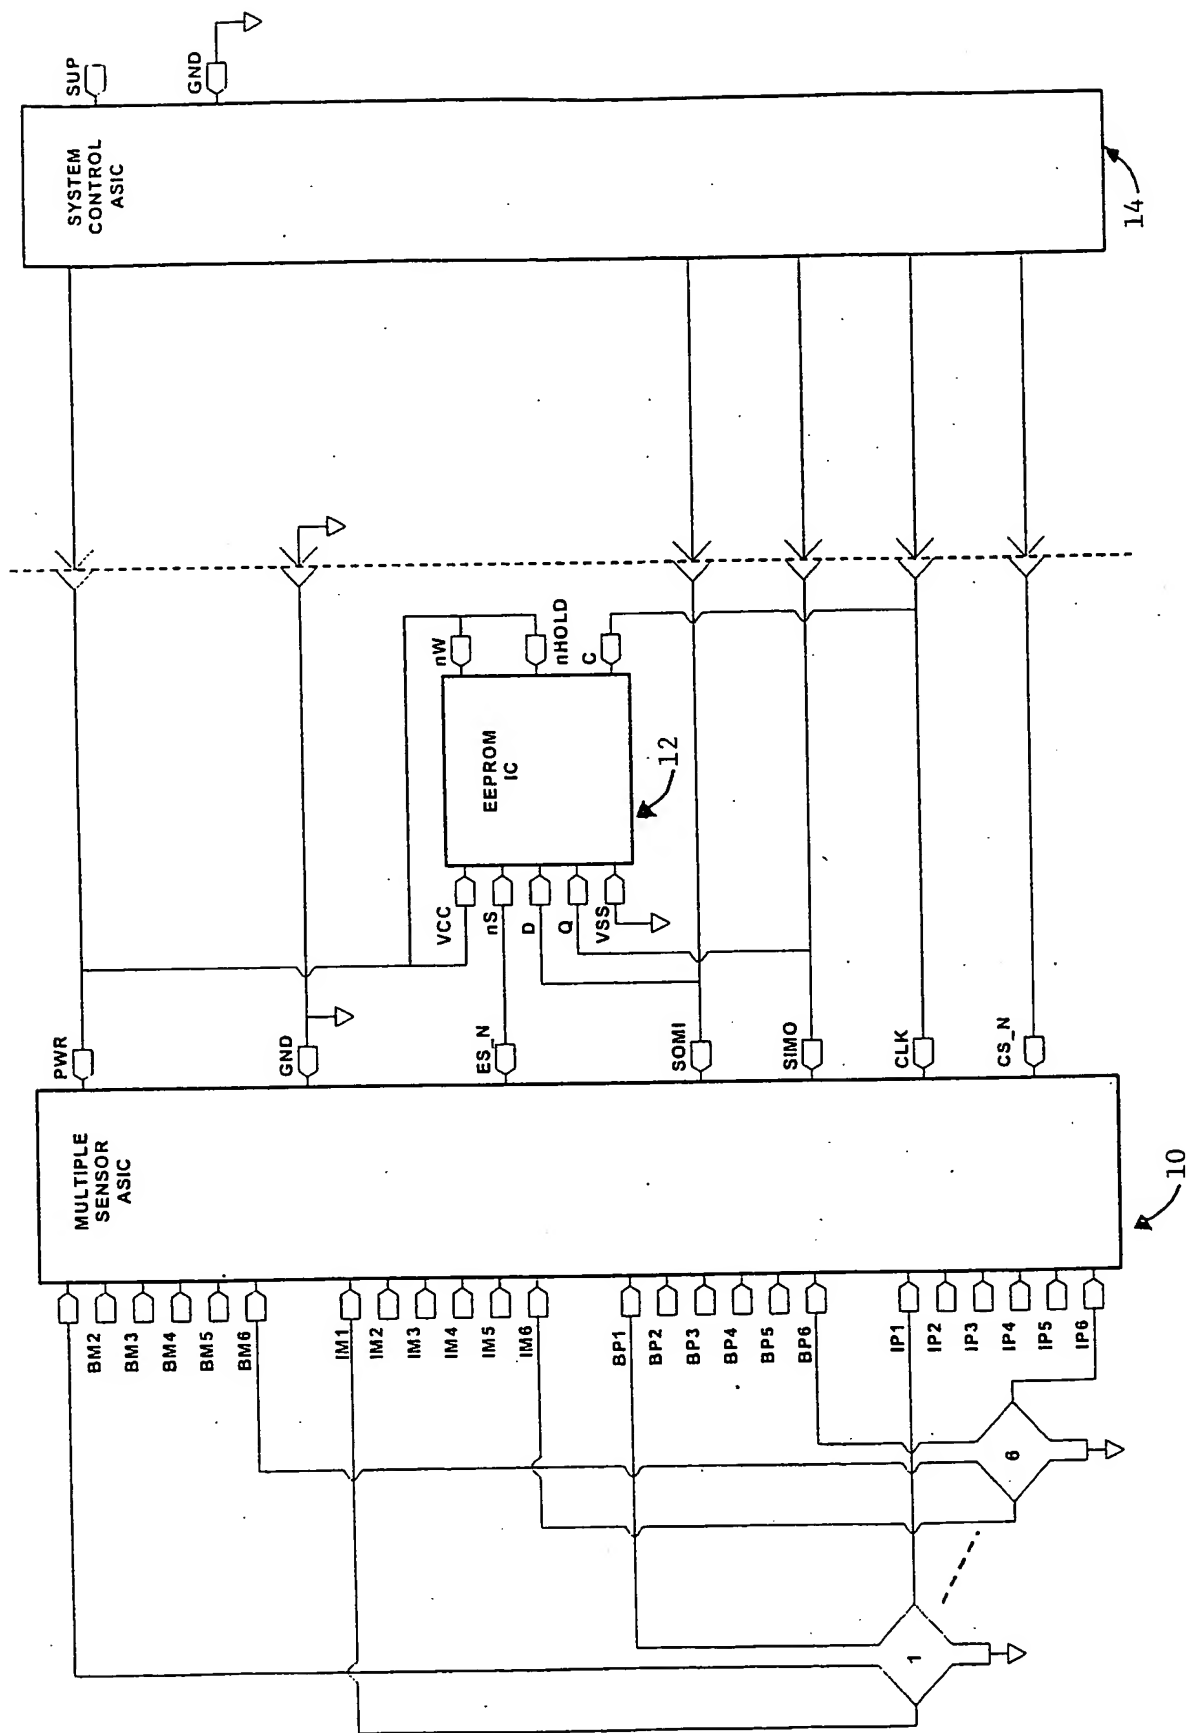 SYSTEM
CONTROL
ASIC
SUP
GND
14
nW
nHOLD
C
EEPROM
IC
12
VCC
nS
D
Q
VSS
PWR
GND
ES_N
SOMI
SIMO
CLK
CS_N
MULTIPLE
SENSOR
ASIC
10
BM2
BM3
BM4
BM5
BM6
IM1
IM2
IM3
IM4
IM5
IM6
BP1
BP2
BP3
BP4
BP5
BP6
IP1
IP2
IP3
IP4
IP5
IP6
6
1